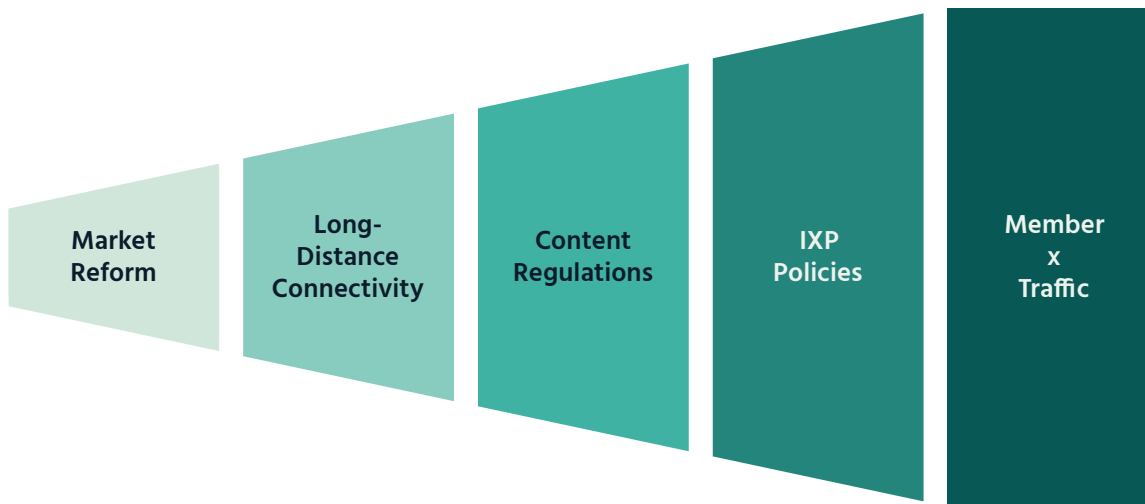 Market
Reform
Long-
Distance
Connectivity
Content
Regulations
IXP
Policies
Member
x
Traffic